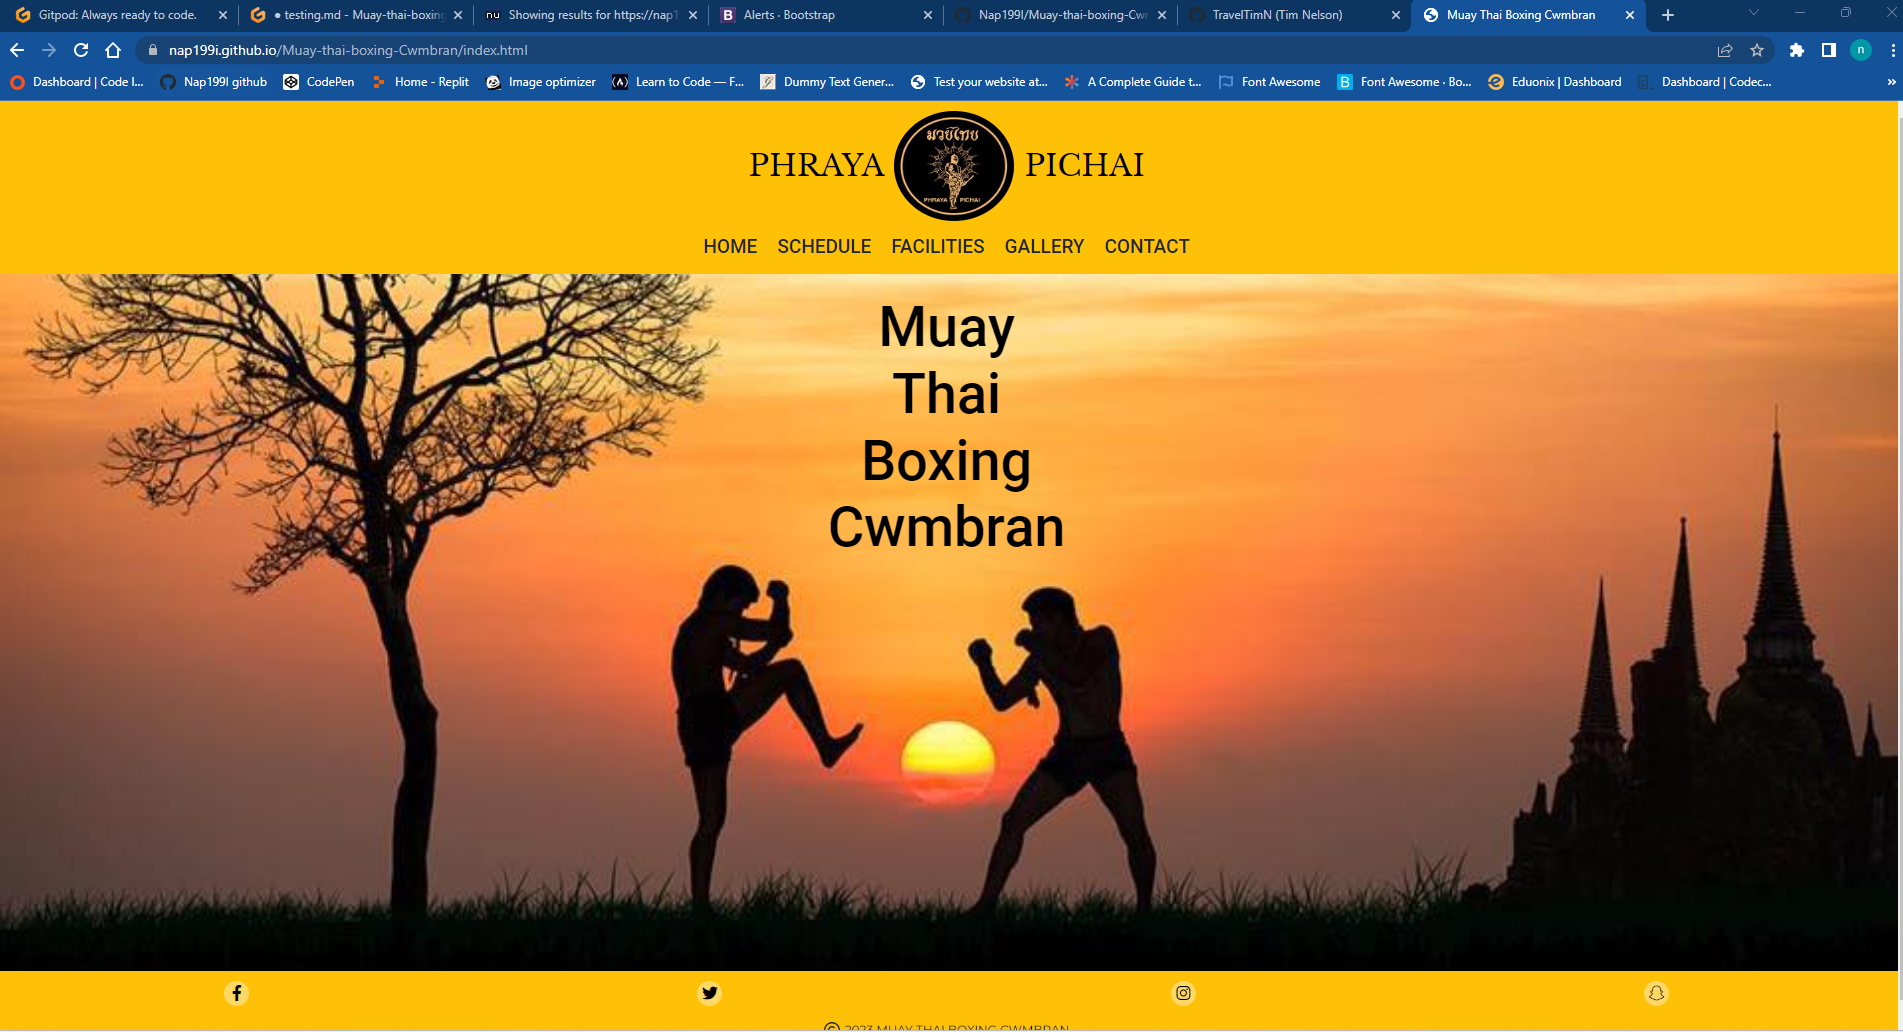 Gitpod: Always ready to code.
● testing.md - Muay-thai-boxing
nu Showing results for https://nap1
B Alerts · Bootstrap
Nap199I/Muay-thai-boxing-Cwm
TravelTimN (Tim Nelson)
Muay Thai Boxing Cwmbran
nap199i.github.io/Muay-thai-boxing-Cwmbran/index.html
n
Dashboard | Code I...
Nap199I github
CodePen
Home - Replit
Image optimizer
Learn to Code — F...
Dummy Text Gener...
Test your website at...
A Complete Guide t...
Font Awesome
B Font Awesome · Bo...
Eduonix | Dashboard
Dashboard | Codec...
»
มวยไทย
PHRAYA PICHAI
PHRAYA PICHAI
HOME SCHEDULE FACILITIES GALLERY CONTACT
Muay
Thai
Boxing
Cwmbran
© 2023 MUAY THAI BOXING CWMBRAN